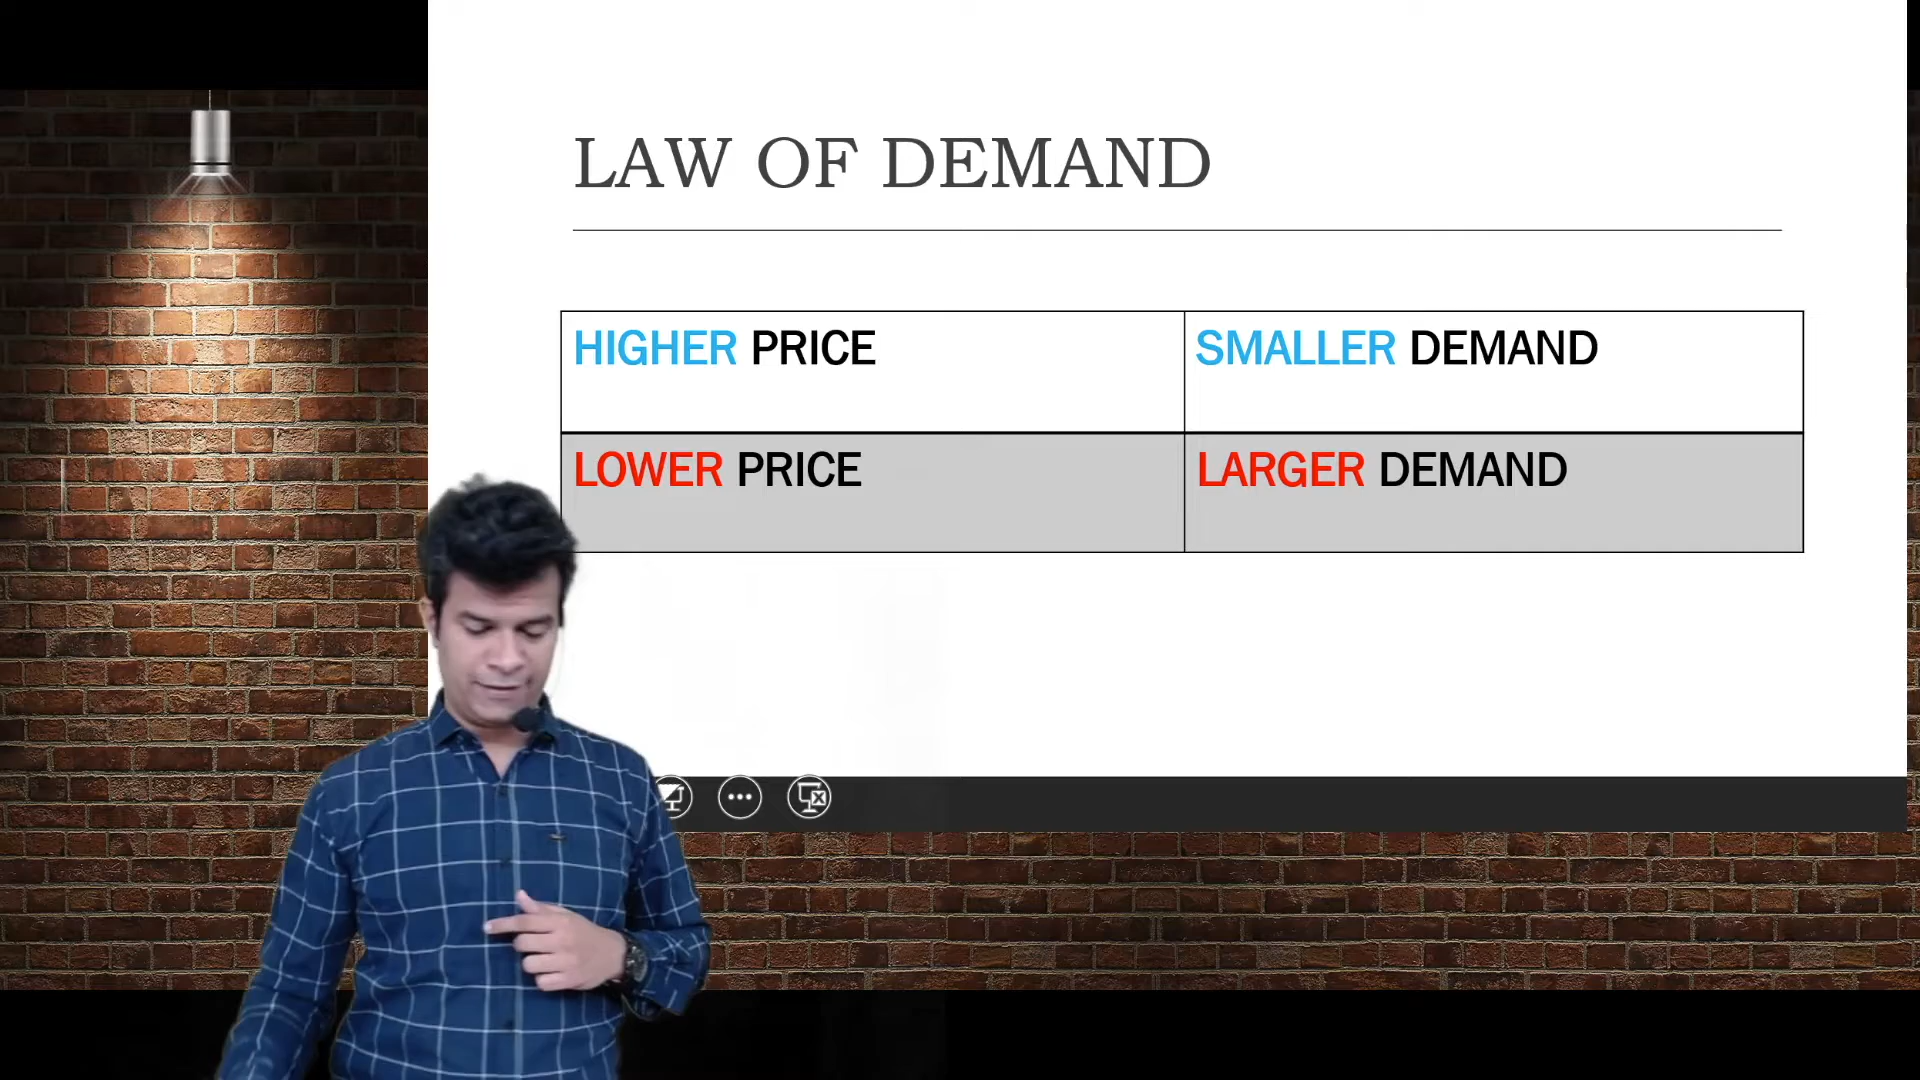 LAW OF DEMAND
HIGHER PRICE
SMALLER DEMAND
LOWER PRICE
LARGER DEMAND